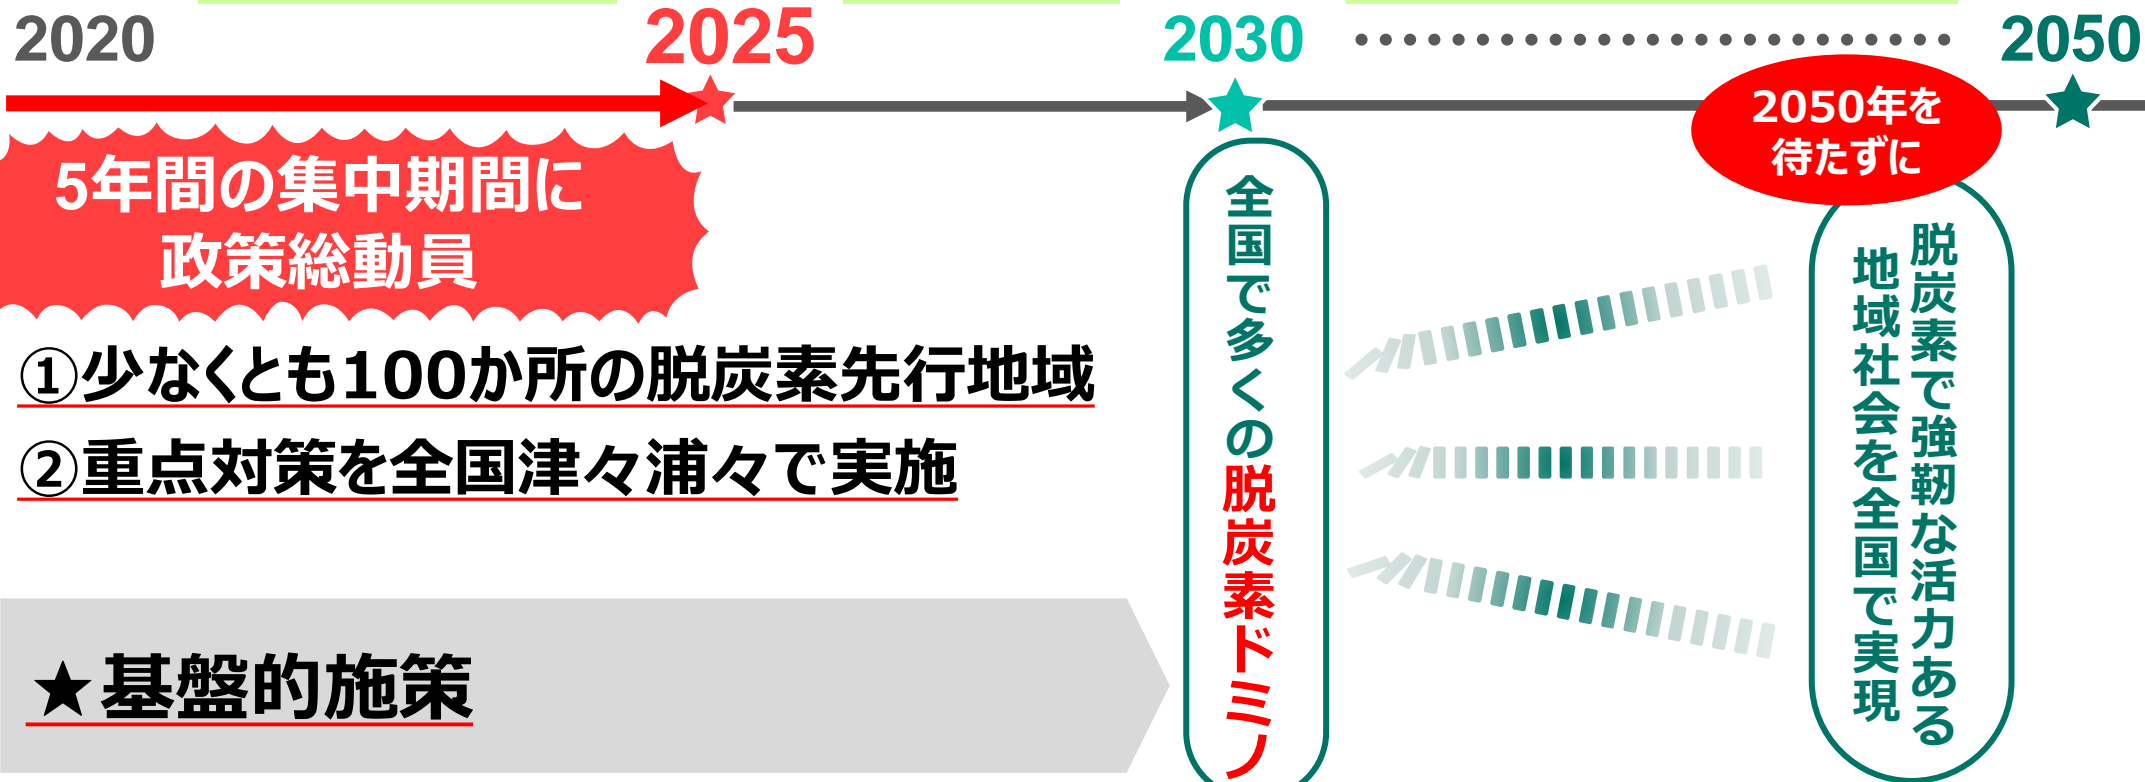 2020
2025
2030
2050
5年間の集中期間に
政策総動員
①少なくとも100か所の脱炭素先行地域
②重点対策を全国津々浦々で実施
★基盤的施策
全国で多くの脱炭素ドミノ
2050年を
待たずに
脱炭素で強靭な活力ある
地域社会を全国で実現